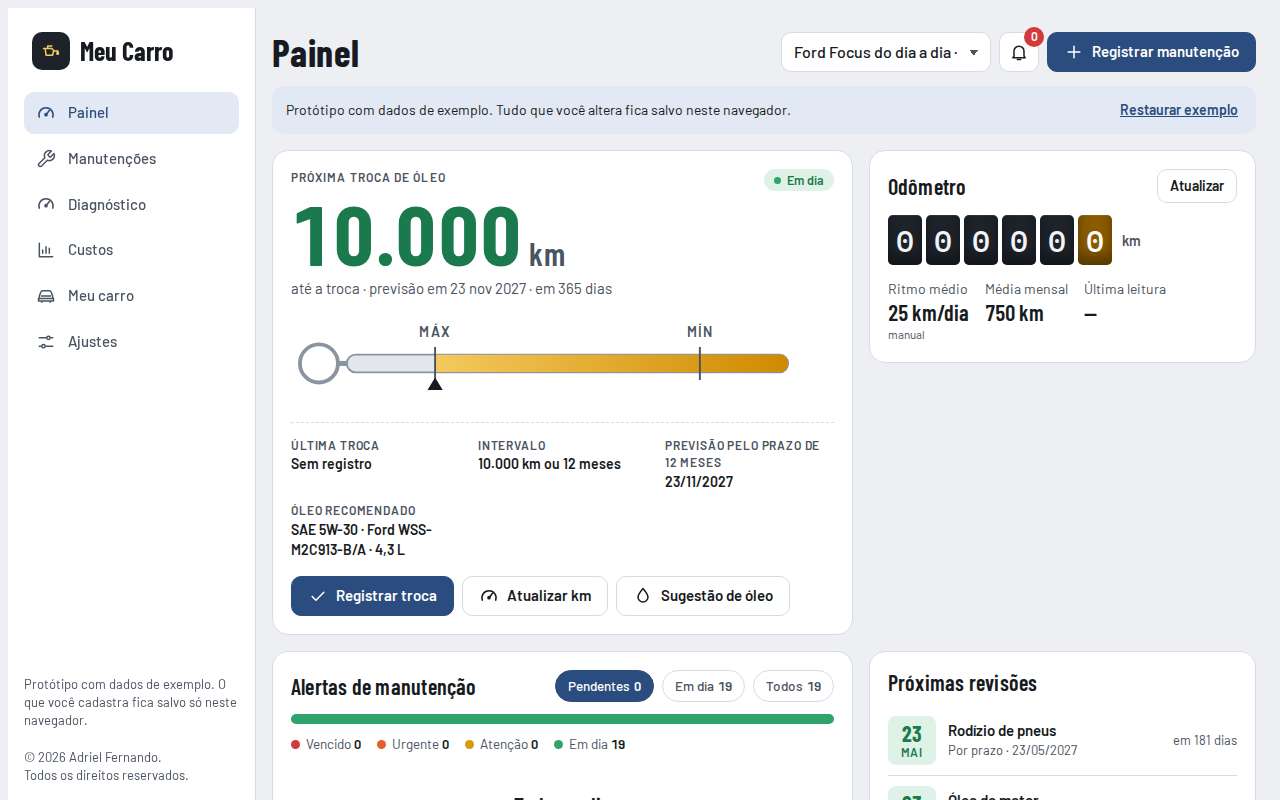 Meu Carro
Painel
Manutenções
Diagnóstico
Custos
Meu carro
Ajustes
Protótipo com dados de exemplo. O
que você cadastra fica salvo só neste
navegador.
© 2026 Adriel Fernando.
Todos os direitos reservados.
Painel
Ford Focus do dia a dia ·
0
Registrar manutenção
Protótipo com dados de exemplo. Tudo que você altera fica salvo neste navegador.
Restaurar exemplo
PRÓXIMA TROCA DE ÓLEO
Em dia
10.000 km
até a troca · previsão em 23 nov 2027 · em 365 dias
MÁX
MÍN
ÚLTIMA TROCA
Sem registro
INTERVALO
10.000 km ou 12 meses
PREVISÃO PELO PRAZO DE
12 MESES
23/11/2027
ÓLEO RECOMENDADO
SAE 5W-30 · Ford WSS-
M2C913-B/A · 4,3 L
Registrar troca
Atualizar km
Sugestão de óleo
Odômetro
Atualizar
0 0 0 0 0 0 km
Ritmo médio
25 km/dia
manual
Média mensal
750 km
Última leitura
–
Alertas de manutenção
Pendentes 0
Em dia 19
Todos 19
Vencido 0
Urgente 0
Atenção 0
Em dia 19
Próximas revisões
23
MAI
Rodízio de pneus
Por prazo · 23/05/2027
em 181 dias